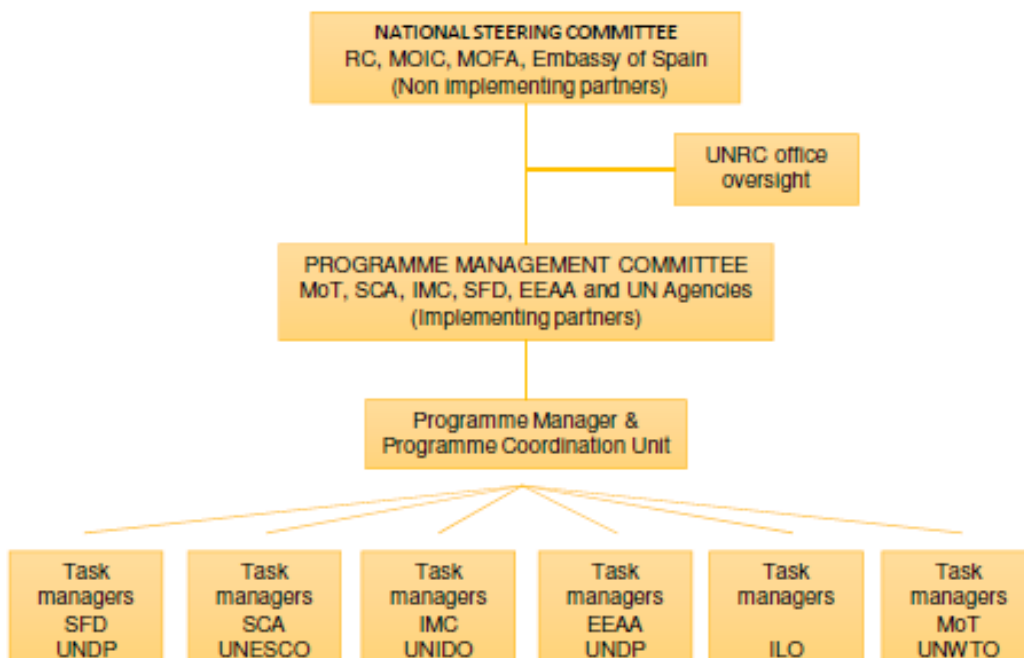 NATIONAL STEERING COMMITTEE
RC, MOIC, MOFA, Embassy of Spain
(Non implementing partners)
UNRC office
oversight
PROGRAMME MANAGEMENT COMMITTEE
MoT, SCA, IMC, SFD, EEAA and UN Agencies
(Implementing partners)
Programme Manager &
Programme Coordination Unit
Task
managers
SFD
UNDP
Task
managers
SCA
UNESCO
Task
managers
IMC
UNIDO
Task
managers
EEAA
UNDP
Task
managers
ILO
Task
managers
MoT
UNWTO